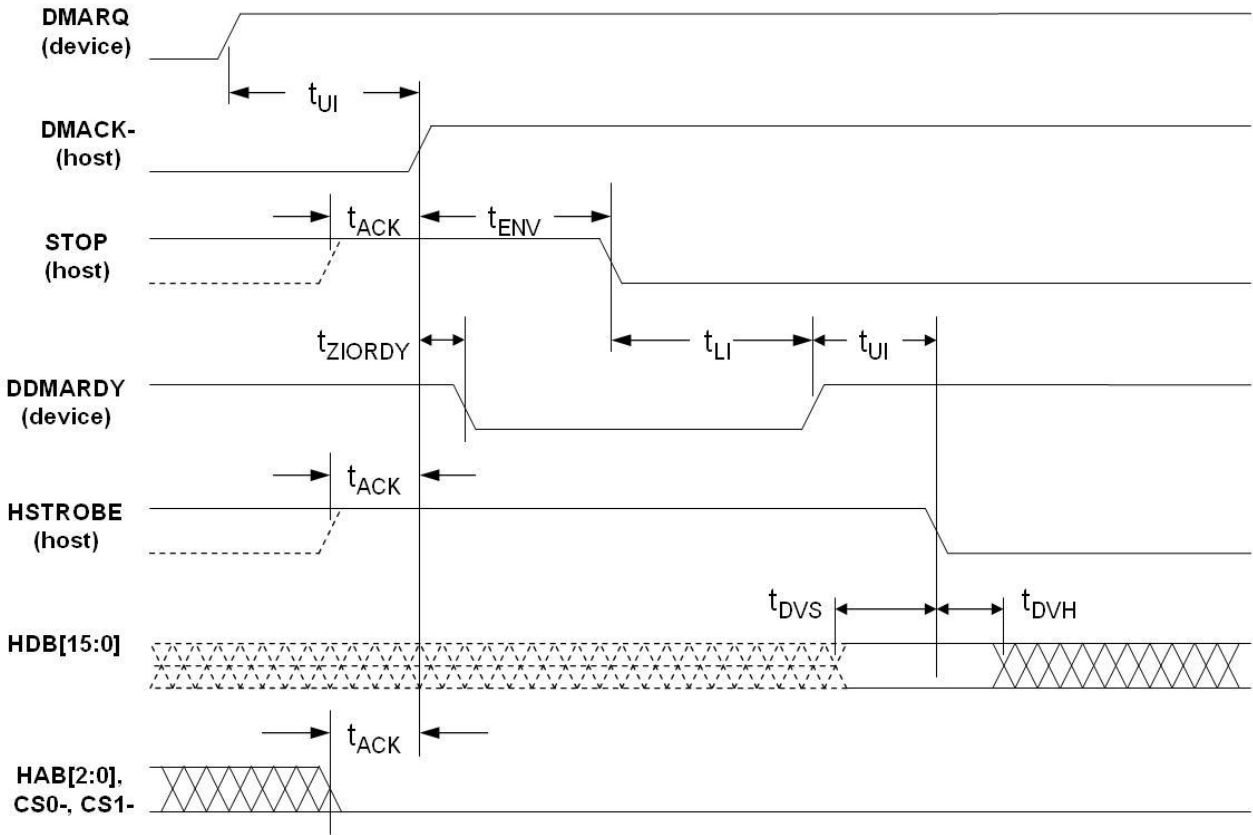 DMARQ
(device)
tUI
DMACK-
(host)
tACK
tENV
STOP
(host)
tZIORDY
tLI
tUI
DDMARDY
(device)
tACK
HSTROBE
(host)
tDVS
tDVH
HDB[15:0]
tACK
HAB[2:0],
CS0-, CS1-